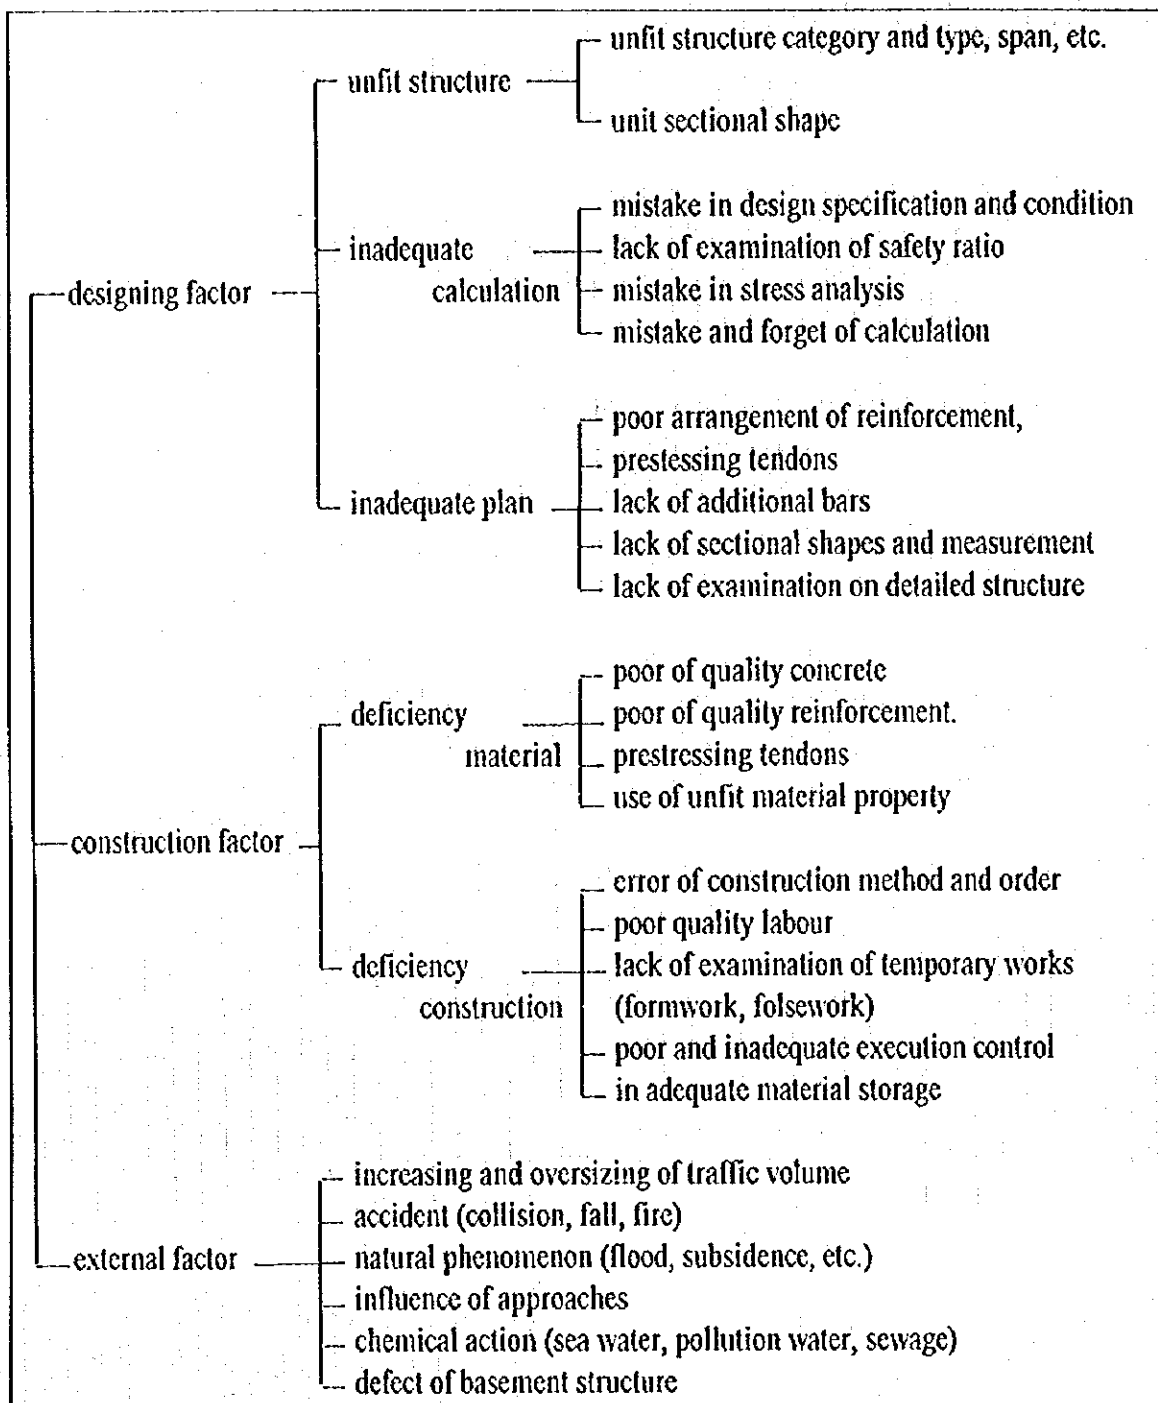 unfit structure category and type, span, etc.
unfit structure
unit sectional shape
mistake in design specification and condition
inadequate
lack of examination of safety ratio
designing factor
calculation
mistake in stress analysis
mistake and forget of calculation
poor arrangement of reinforcement,
prestessing tendons
inadequate plan
lack of additional bars
lack of sectional shapes and measurement
lack of examination on detailed structure
poor of quality concrete
deficiency
poor of quality reinforcement.
material
prestressing tendons
use of unfit material property
construction factor
error of construction method and order
poor quality labour
deficiency
lack of examination of temporary works
construction
(formwork, folsework)
poor and inadequate execution control
in adequate material storage
increasing and oversizing of traffic volume
accident (collision, fall, fire)
external factor
natural phenomenon (flood, subsidence, etc.)
influence of approaches
chemical action (sea water, pollution water, sewage)
defect of basement structure